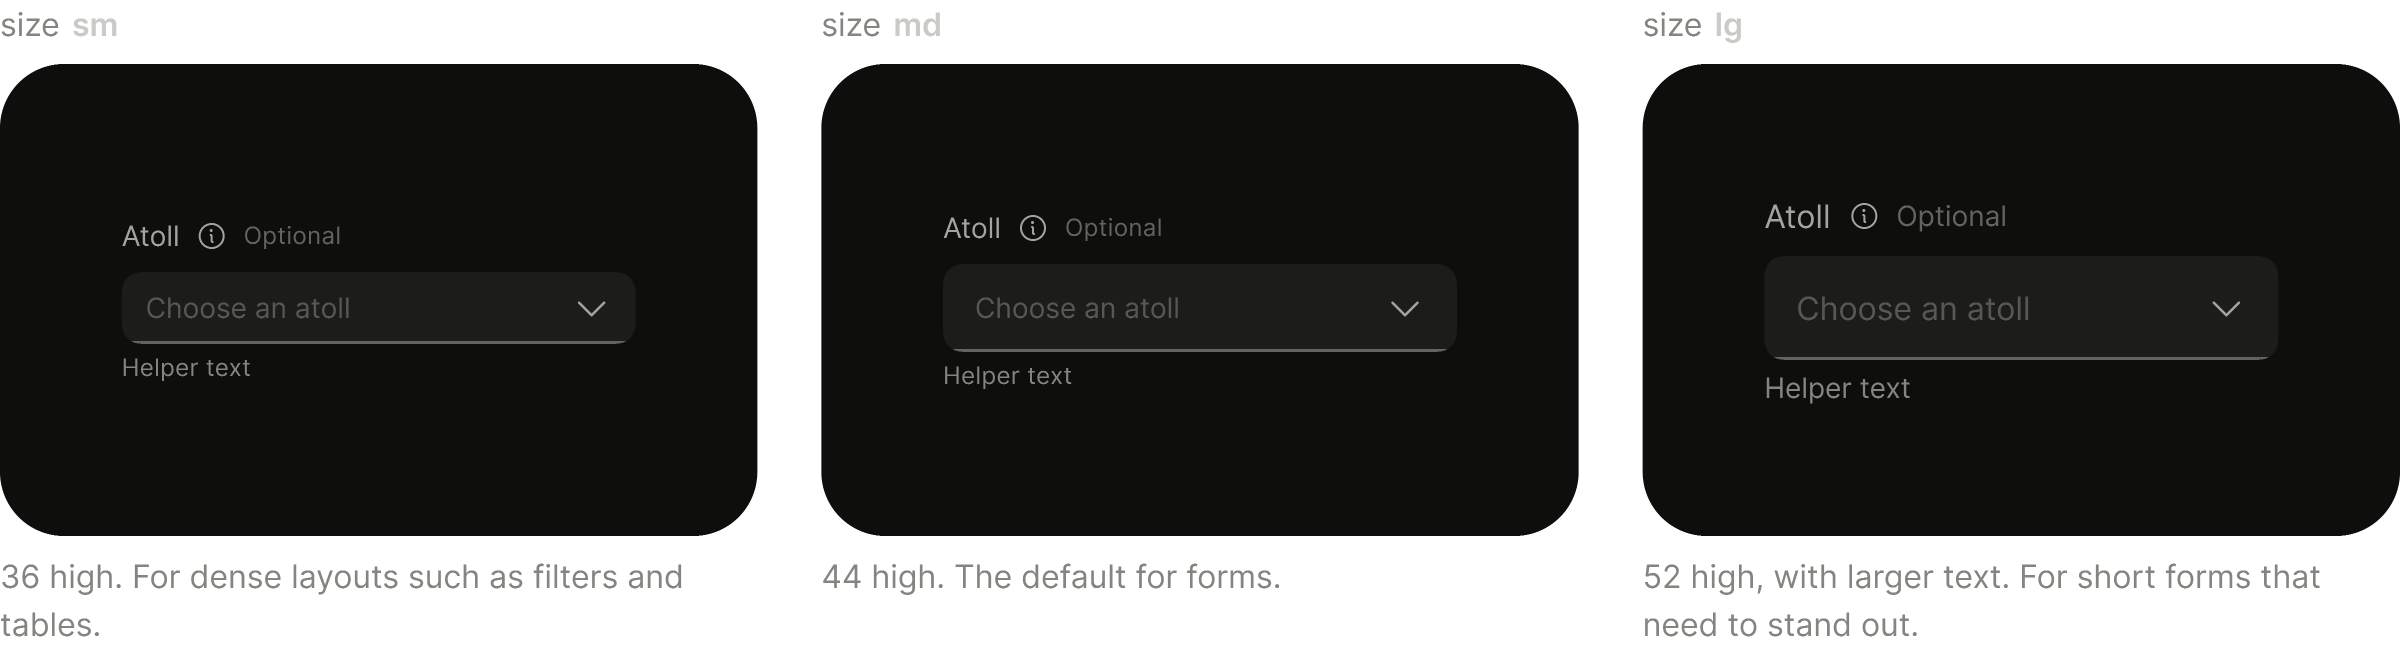 size sm
Atoll Optional
Choose an atoll
Helper text
36 high. For dense layouts such as filters and
tables.
size md
Atoll Optional
Choose an atoll
Helper text
44 high. The default for forms.
size lg
Atoll Optional
Choose an atoll
Helper text
52 high, with larger text. For short forms that
need to stand out.